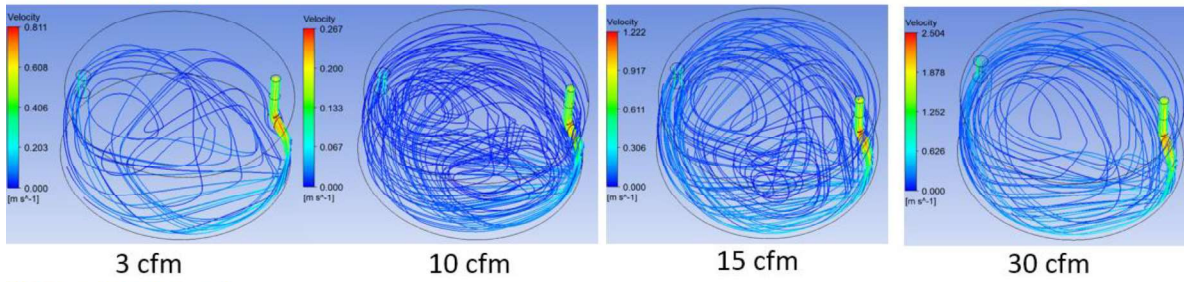 Velocity
0.811
0.608
0.406
0.203
0.000
[m s^-1]
3 cfm
Velocity
0.267
0.200
0.133
0.067
0.000
[m s^-1]
10 cfm
Velocity
1.222
0.917
0.611
0.306
0.000
[m s^-1]
15 cfm
Velocity
2.504
1.878
1.252
0.626
0.000
[m s^-1]
30 cfm